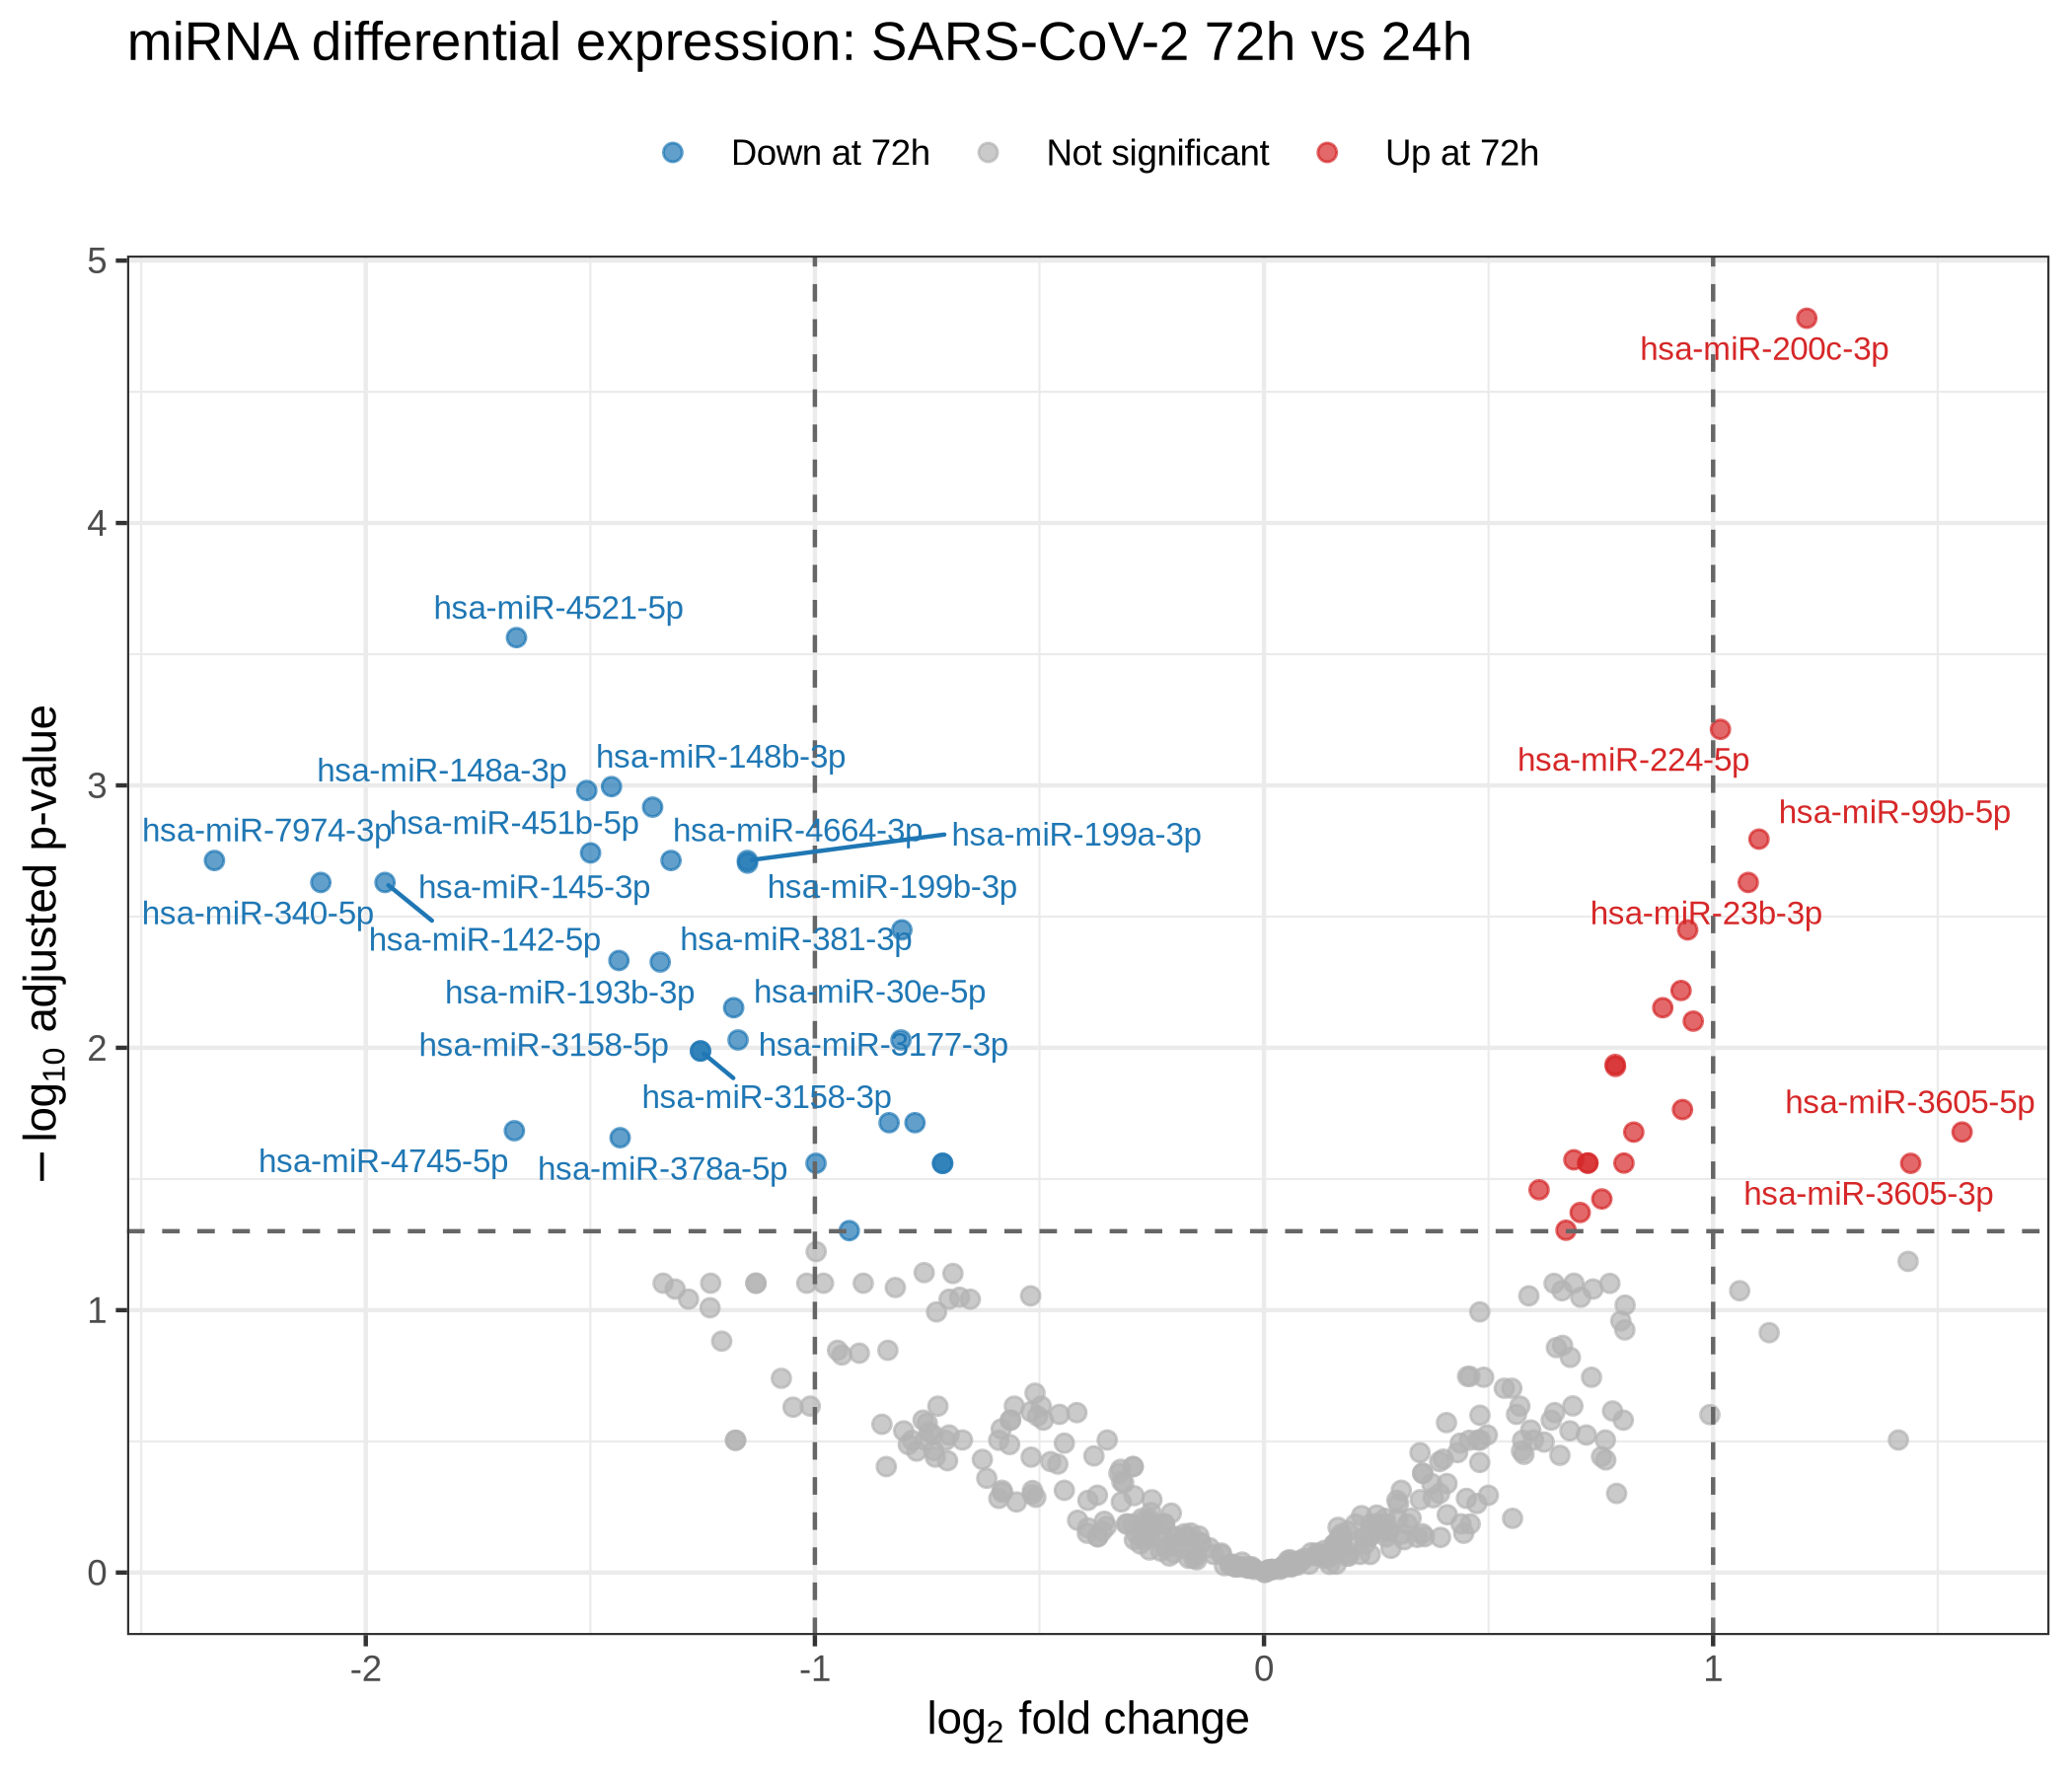 miRNA differential expression: SARS-CoV-2 72h vs 24h
Down at 72h
Not significant
Up at 72h
5
hsa-miR-200c-3p
4
hsa-miR-4521-5p
hsa-miR-148b-3p
hsa-miR-224-5p
hsa-miR-148a-3p
3
hsa-miR-99b-5p
hsa-miR-451b-5p
hsa-miR-7974-3p
hsa-miR-4664-3p
hsa-miR-199a-3p
hsa-miR-145-3p
hsa-miR-199b-3p
hsa-miR-340-5p
hsa-miR-23b-3p
hsa-miR-142-5p
hsa-miR-381-3p
hsa-miR-193b-3p
hsa-miR-30e-5p
hsa-miR-3158-5p
hsa-miR-3177-3p
2
hsa-miR-3158-3p
hsa-miR-3605-5p
hsa-miR-4745-5p
hsa-miR-378a-5p
hsa-miR-3605-3p
1
0
− log10 adjusted p-value
-2
-1
0
1
log2 fold change